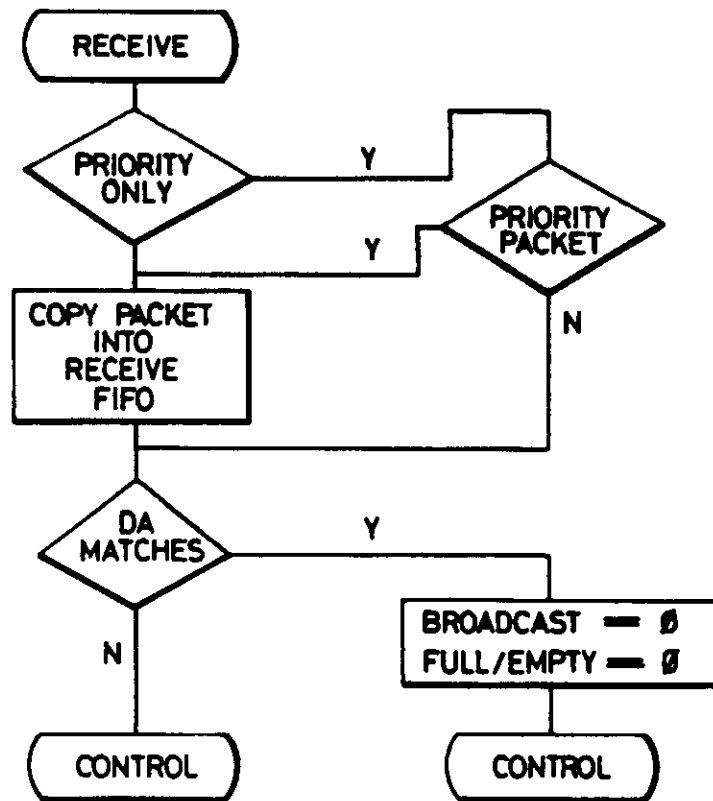 RECEIVE
PRIORITY
ONLY
Y
PRIORITY
PACKET
Y
N
COPY PACKET
INTO
RECEIVE
FIFO
DA
MATCHES
Y
N
BROADCAST = Ø
FULL/EMPTY = Ø
CONTROL
CONTROL